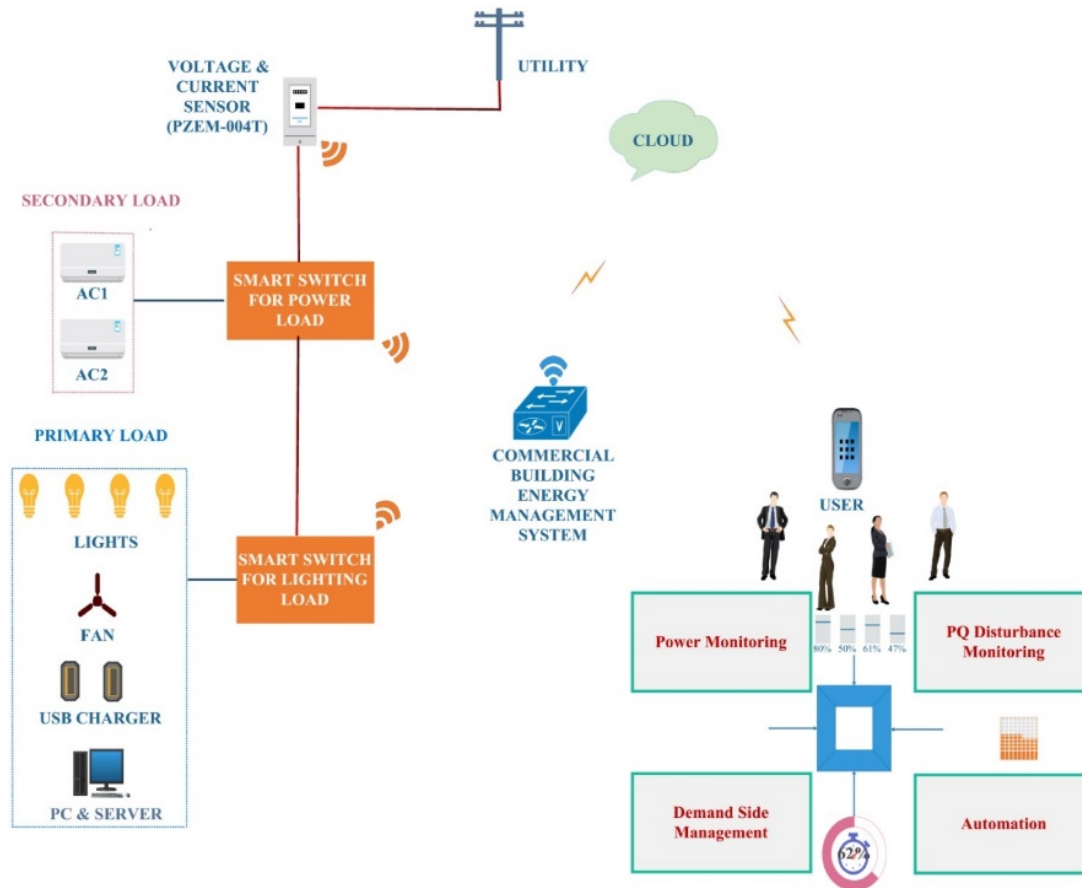 VOLTAGE &
CURRENT
SENSOR
(PZEM-004T)
UTILITY
CLOUD
SECONDARY LOAD
AC1
AC2
SMART SWITCH
FOR POWER
LOAD
PRIMARY LOAD
LIGHTS
FAN
USB CHARGER
PC & SERVER
SMART SWITCH
FOR LIGHTING
LOAD
V
COMMERCIAL
BUILDING
ENERGY
MANAGEMENT
SYSTEM
USER
Power Monitoring
80% 50% 61% 47%
PQ Disturbance
Monitoring
Demand Side
Management
62%
Automation